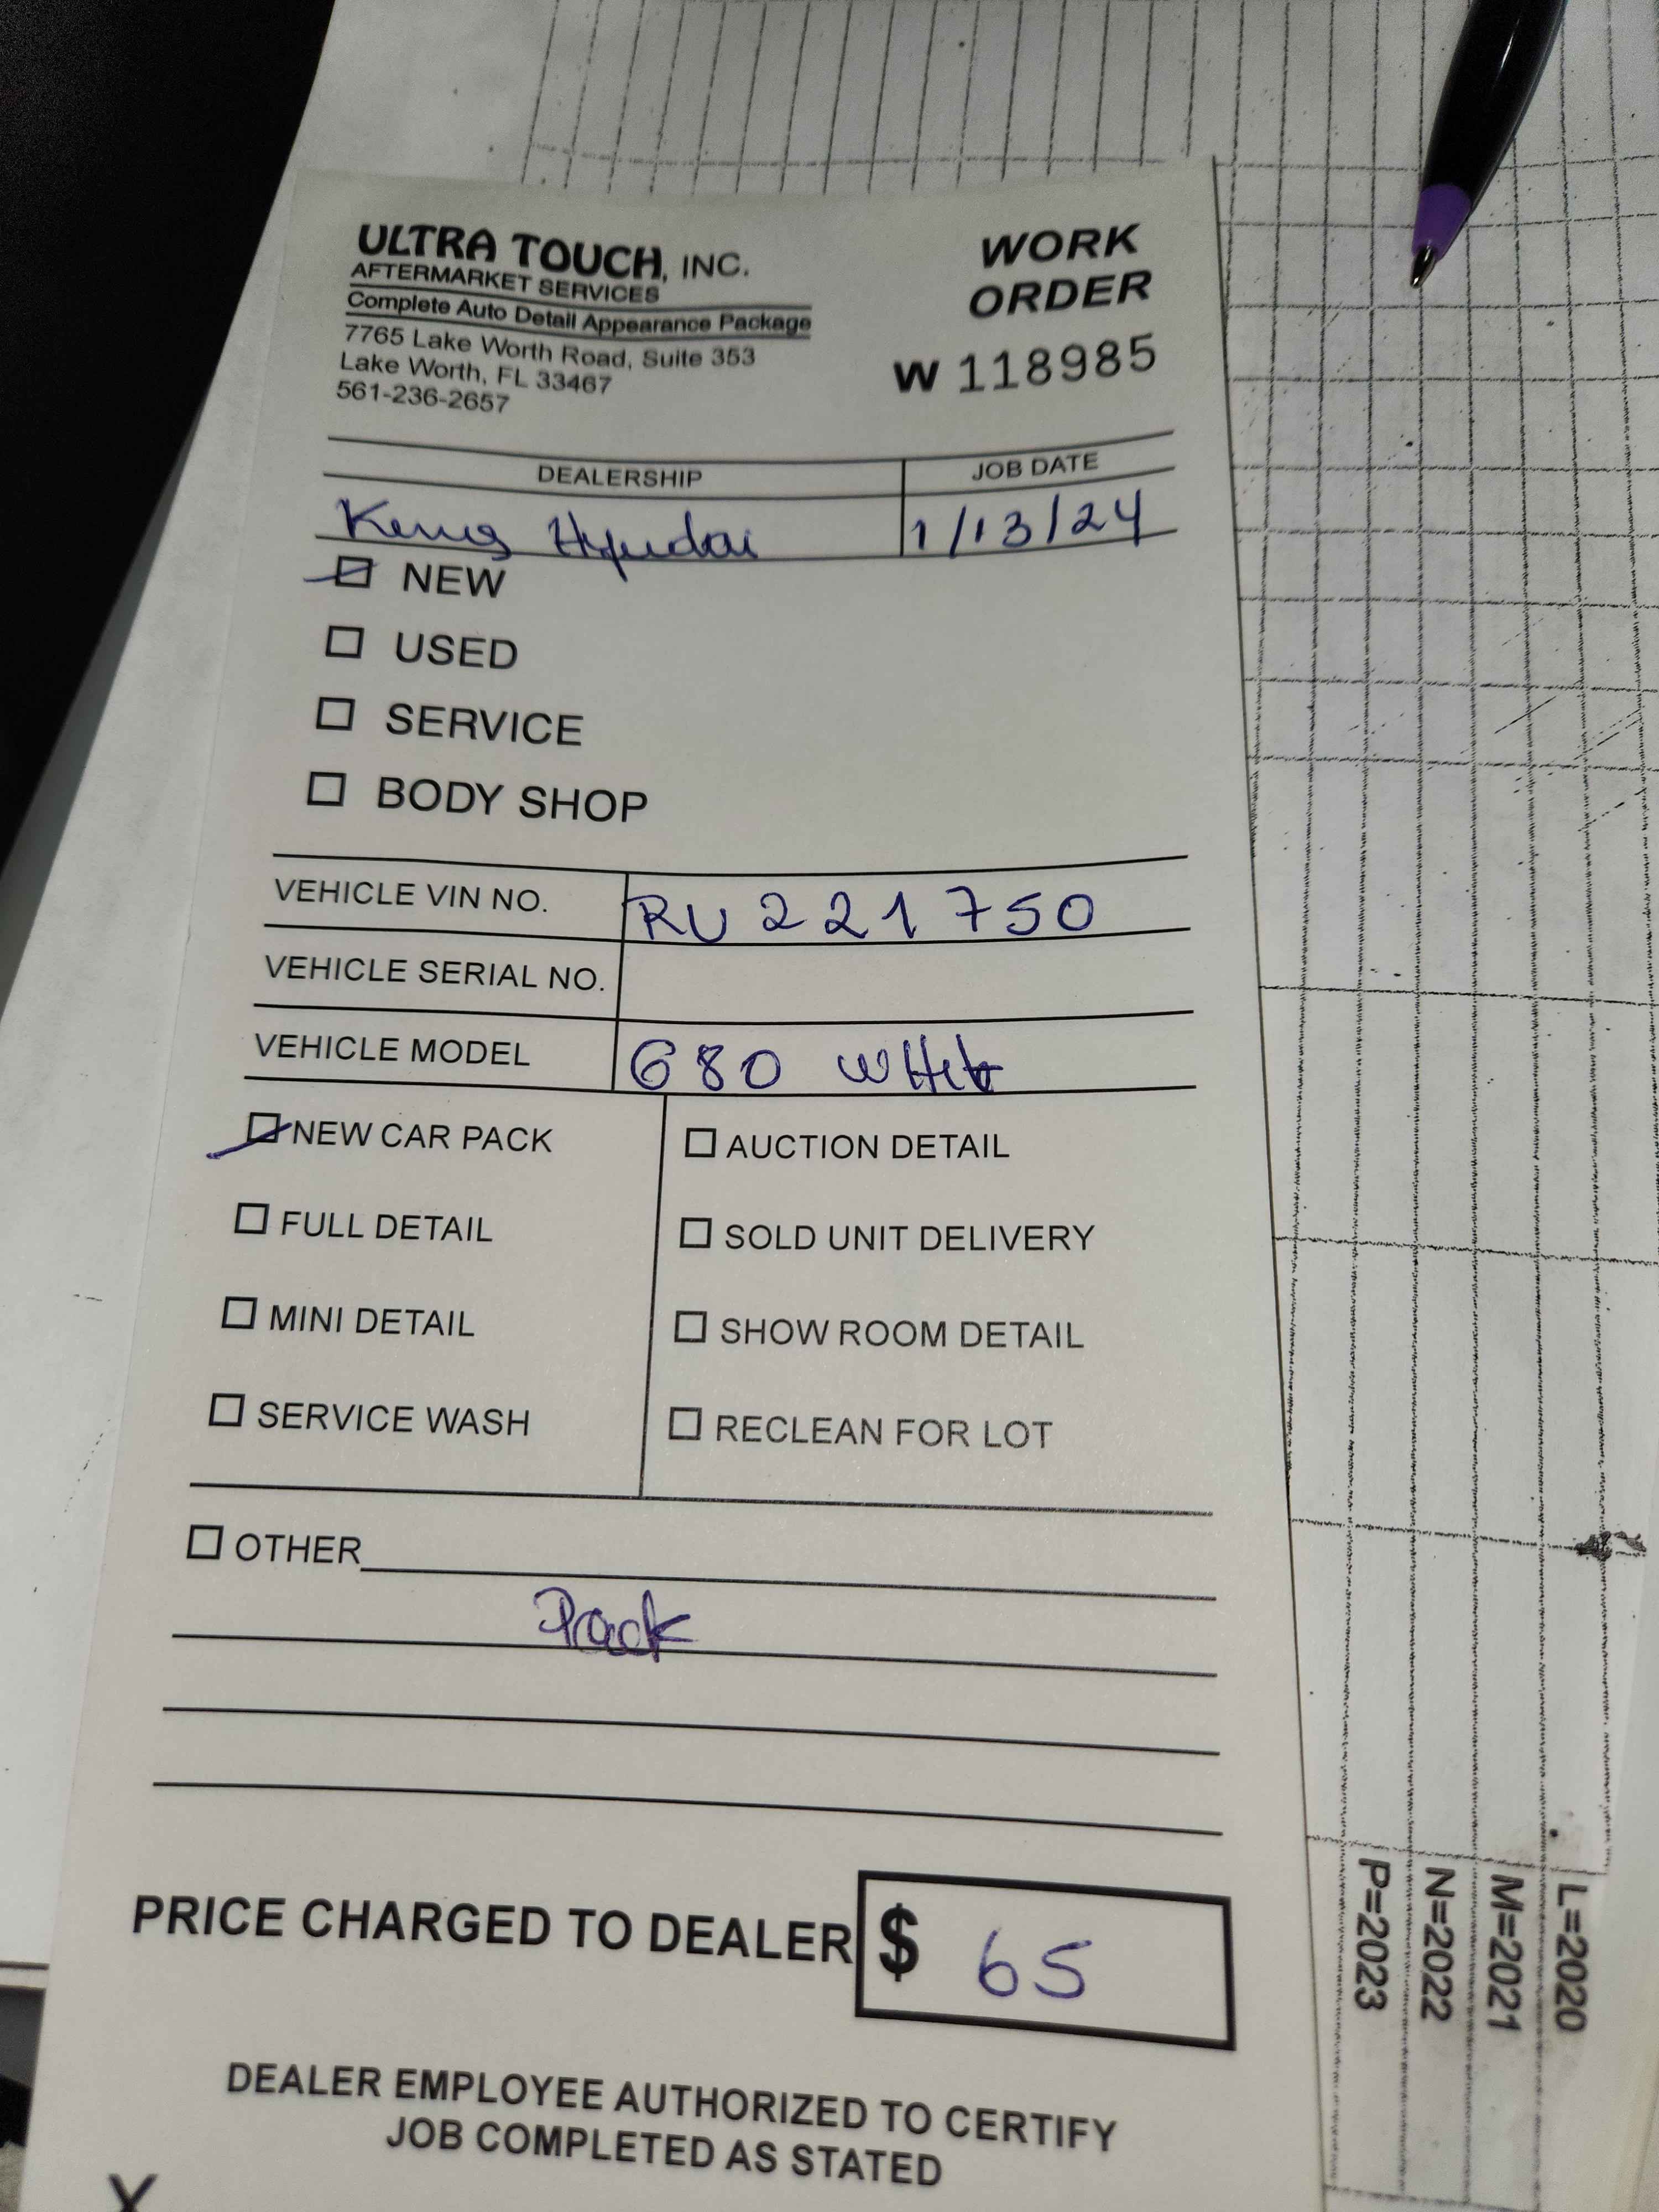 ULTRA TOUCH, INC.
AFTERMARKET SERVICES
Complete Auto Detail Appearance Package
7765 Lake Worth Road, Suite 353
Lake Worth, FL 33467
561-236-2657
WORK
ORDER
W 118985
DEALERSHIP
JOB DATE
Hyudai
1/13/24
NEW
USED
SERVICE
BODY SHOP
VEHICLE VIN NO.
RU221750
VEHICLE SERIAL NO.
VEHICLE MODEL
G80 WHite
NEW CAR PACK
AUCTION DETAIL
FULL DETAIL
SOLD UNIT DELIVERY
MINI DETAIL
SHOW ROOM DETAIL
SERVICE WASH
RECLEAN FOR LOT
OTHER
Pack
PRICE CHARGED TO DEALER
$ 65
DEALER EMPLOYEE AUTHORIZED TO CERTIFY
JOB COMPLETED AS STATED
X
L=2020
M=2021
N=2022
P=2023